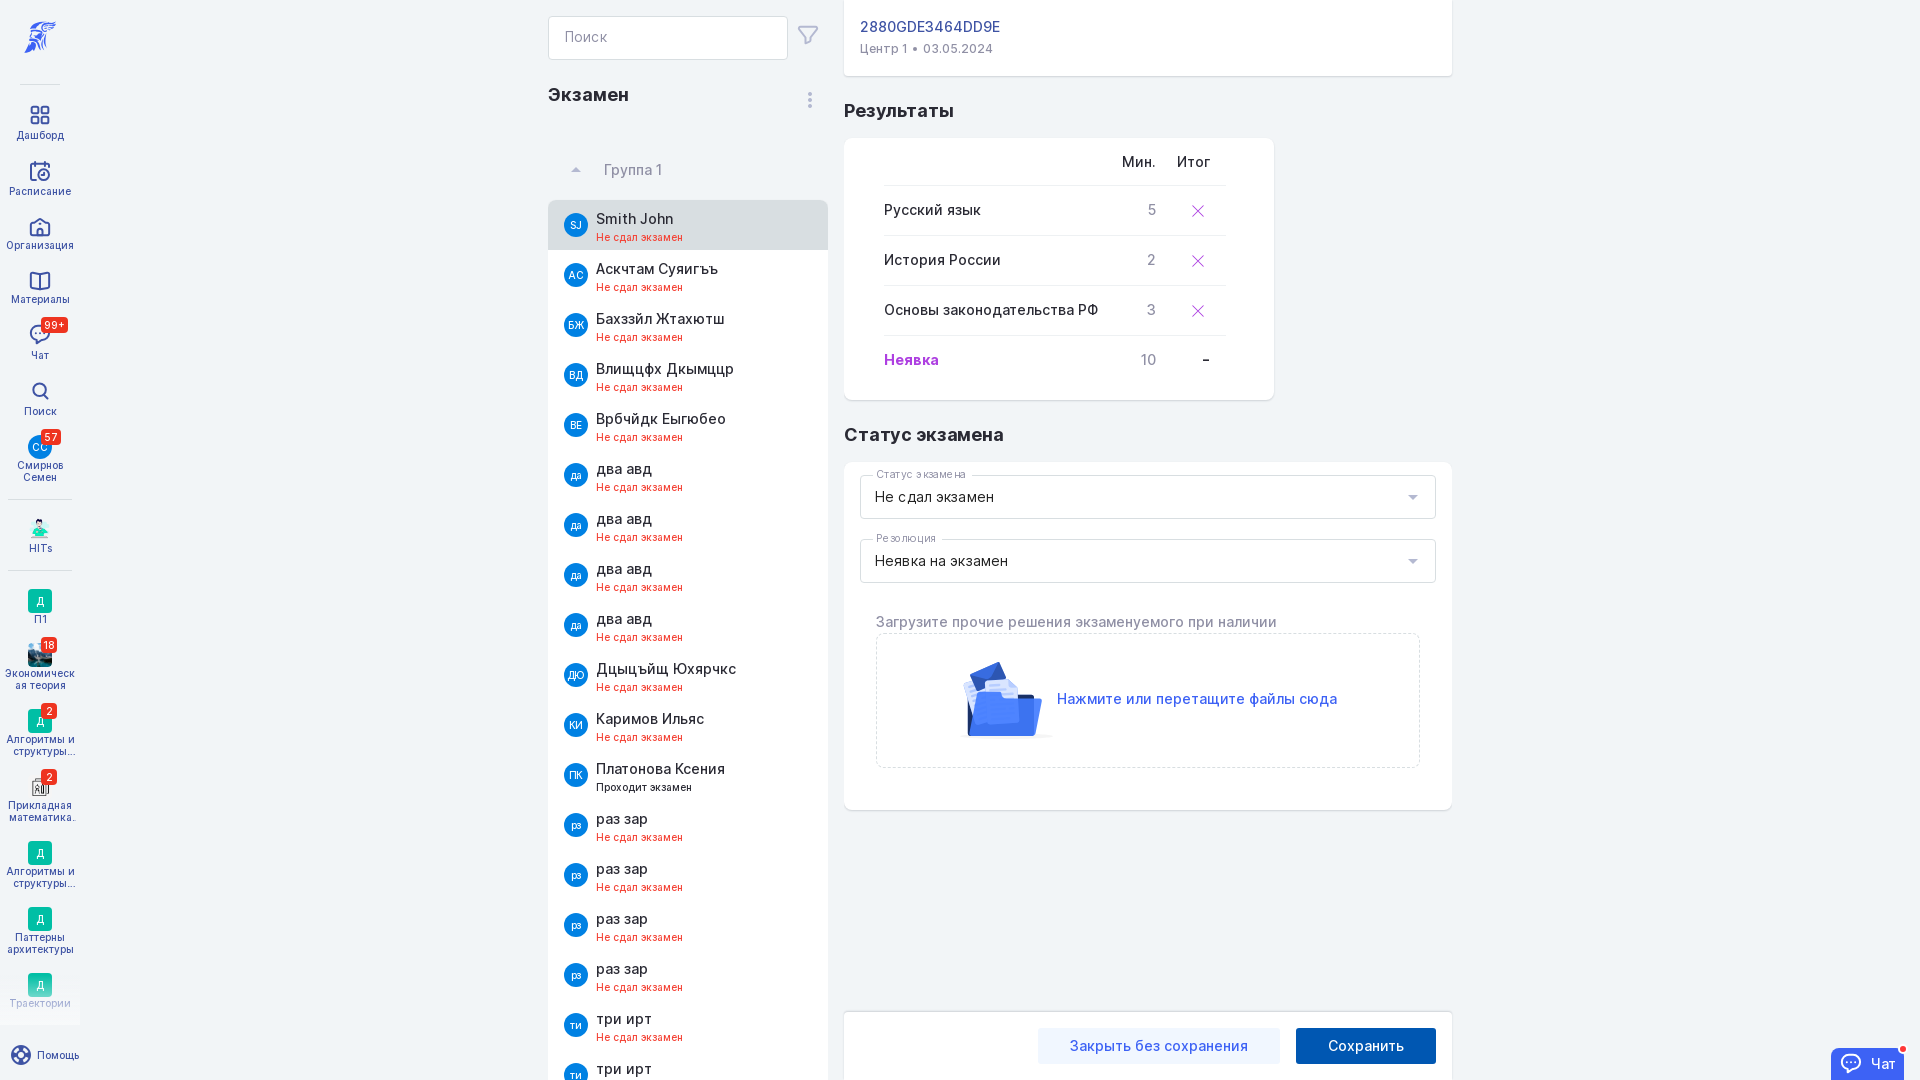 Дашборд
Расписание
Организация
Материалы
99+
Чат
Поиск
57
СС
Смирнов
Семен
HITs
Д
П1
18
Экономическ
ая теория
2
Д
Алгоритмы и
структуры...
2
Прикладная
математика.
Д
Алгоритмы и
структуры...
Д
Паттерны
архитектуры
Д
Траектории
Помощь
Поиск
Экзамен
Группа 1
SJ
Smith John
Не сдал экзамен
АС
Аскчтам Суяигъъ
Не сдал экзамен
БЖ
Бахззйл Жтахютш
Не сдал экзамен
ВД
Влищцфх Дкымццр
Не сдал экзамен
ВЕ
Врбчйдк Еыгюбео
Не сдал экзамен
да
два авд
Не сдал экзамен
да
два авд
Не сдал экзамен
да
два авд
Не сдал экзамен
да
два авд
Не сдал экзамен
ДЮ
Дцыцъйщ Юхярчкс
Не сдал экзамен
КИ
Каримов Ильяс
Не сдал экзамен
ПК
Платонова Ксения
Проходит экзамен
рз
раз зар
Не сдал экзамен
рз
раз зар
Не сдал экзамен
рз
раз зар
Не сдал экзамен
рз
раз зар
Не сдал экзамен
ти
три ирт
Не сдал экзамен
ти
три ирт
2880GDE3464DD9E
Центр 1 • 03.05.2024
Результаты
Мин. Итог
Русский язык 5
История России 2
Основы законодательства РФ 3
Неявка 10 –
Статус экзамена
Статус экзамена
Не сдал экзамен
Резолюция
Неявка на экзамен
Загрузите прочие решения экзаменуемого при наличии
Нажмите или перетащите файлы сюда
Закрыть без сохранения
Сохранить
Чат